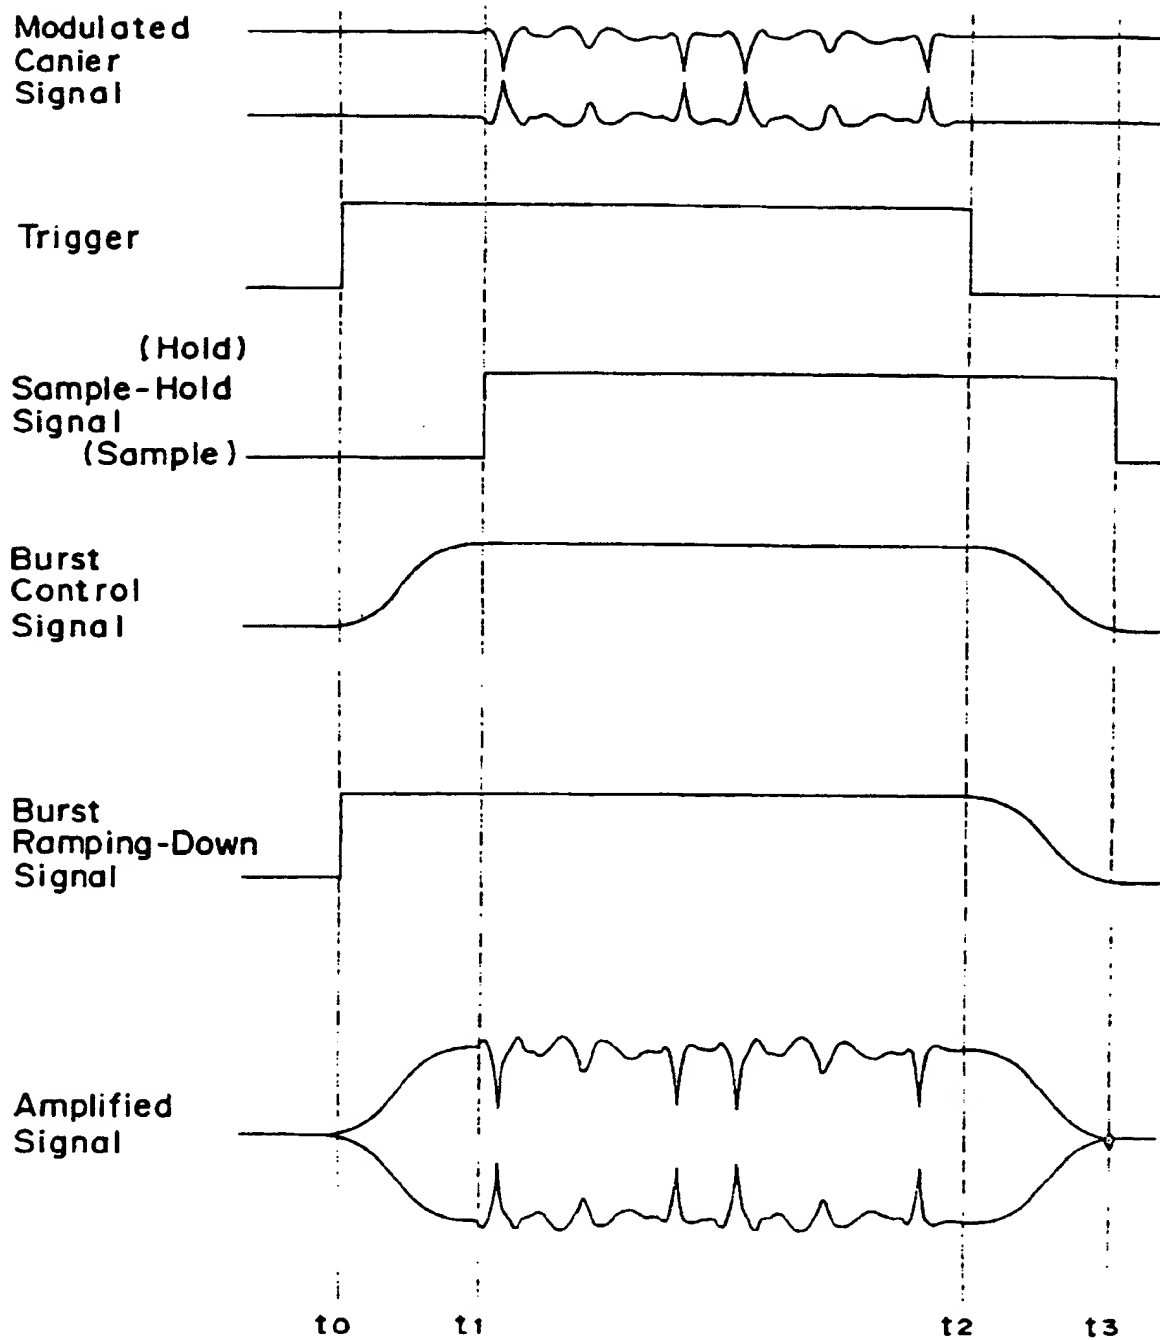 Modulated
Canier
Signal
Trigger
(Hold)
Sample-Hold
Signal
(Sample)
Burst
Control
Signal
Burst
Ramping-Down
Signal
Amplified
Signal
t0 t1 t2 t3